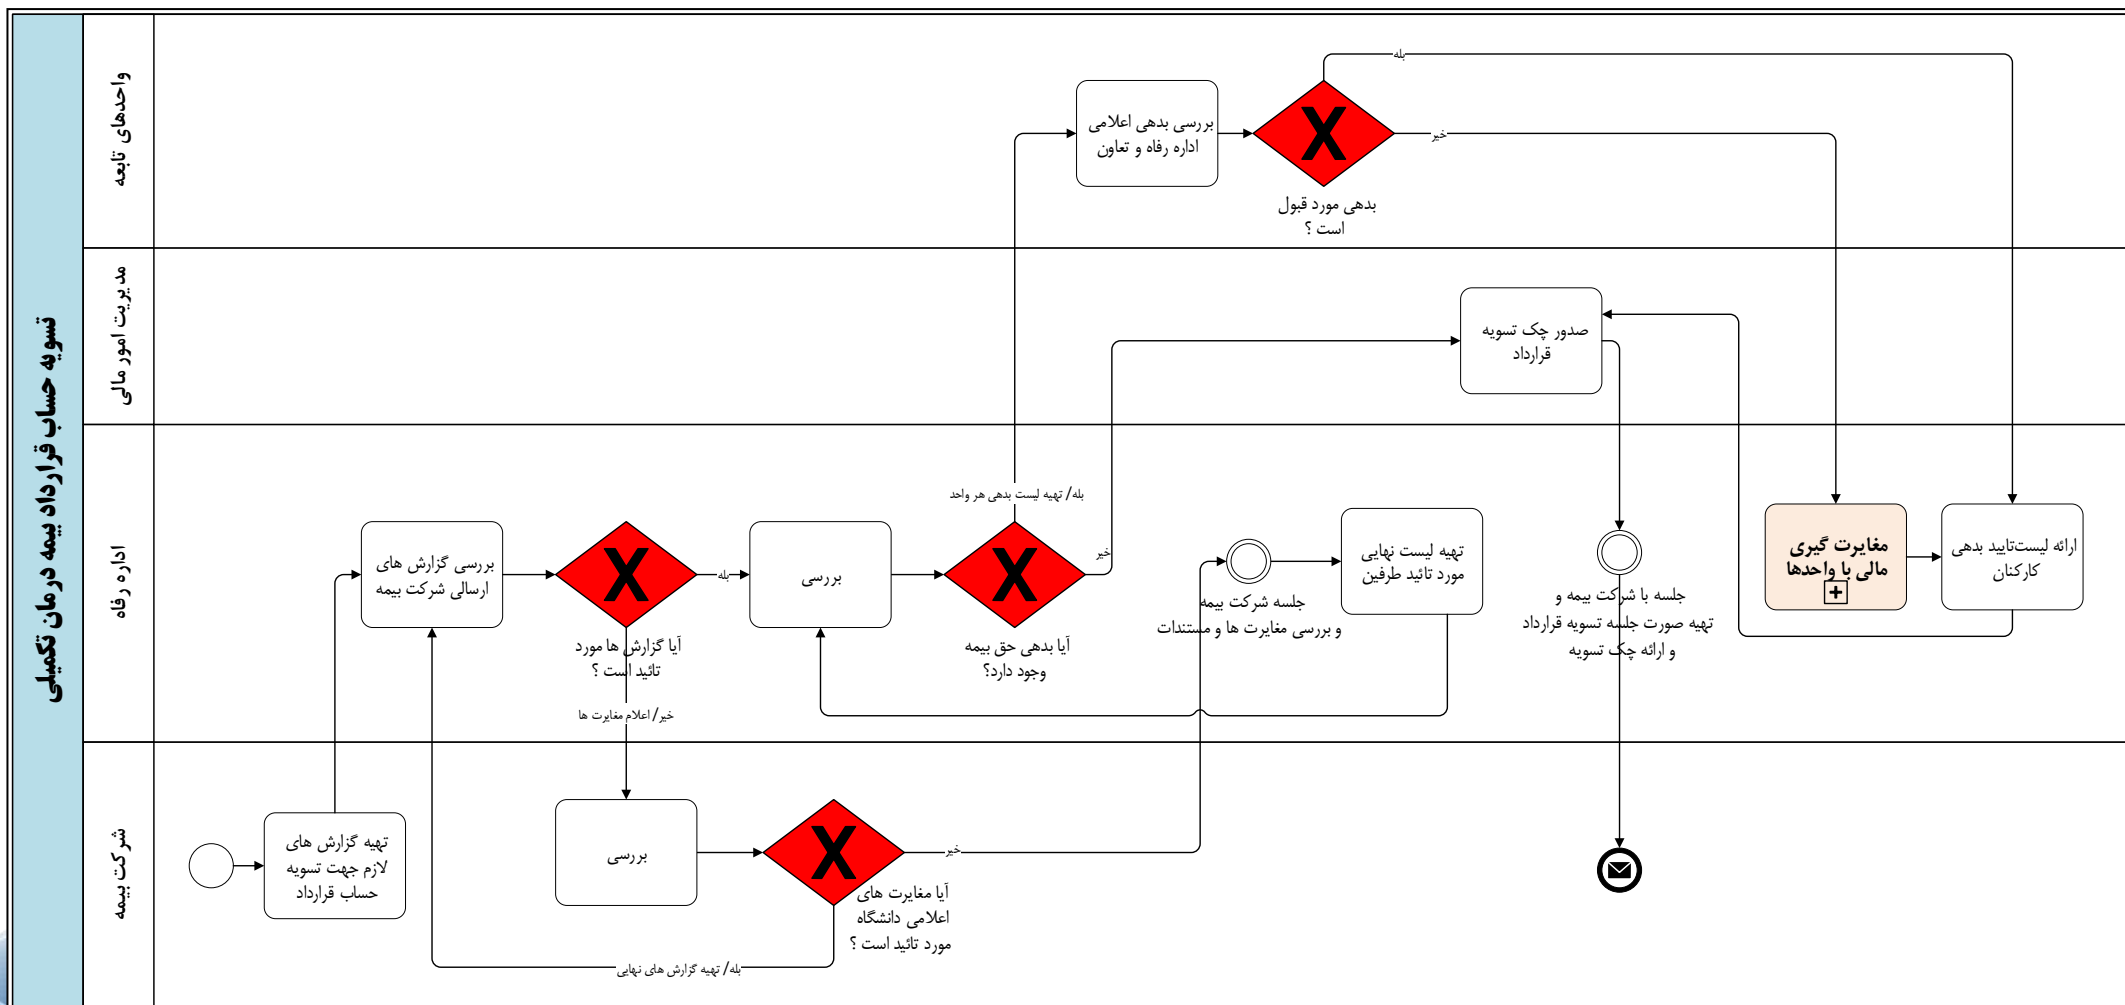 تسویه حساب قرارداد بیمه درمان تکمیلی
واحدهای تابعه
بررسی بدهی اعلامی
اداره رفاه و تعاون
بدهی مورد قبول
است ؟
بله
خیر
مدیریت امور مالی
صدور چک تسویه
قرارداد
اداره رفاه
بررسی گزارش های
ارسالی شرکت بیمه
آیا گزارش ها مورد
تائید است ؟
بله
خیر/ اعلام مغایرت ها
بررسی
آیا بدهی حق بیمه
وجود دارد؟
بله/ تهیه لیست بدهی هر واحد
خیر
جلسه شرکت بیمه
و بررسی مغایرت ها و مستندات
تهیه لیست نهایی
مورد تائید طرفین
جلسه با شرکت بیمه و
تهیه صورت جلسه تسویه قرارداد
و ارائه چک تسویه
مغایرت گیری
مالی با واحدها
ارائه لیست‌تایید بدهی
کارکنان
شرکت بیمه
تهیه گزارش های
لازم جهت تسویه
حساب قرارداد
بررسی
آیا مغایرت های
اعلامی دانشگاه
مورد تائید است ؟
خیر
بله/ تهیه گزارش های نهایی